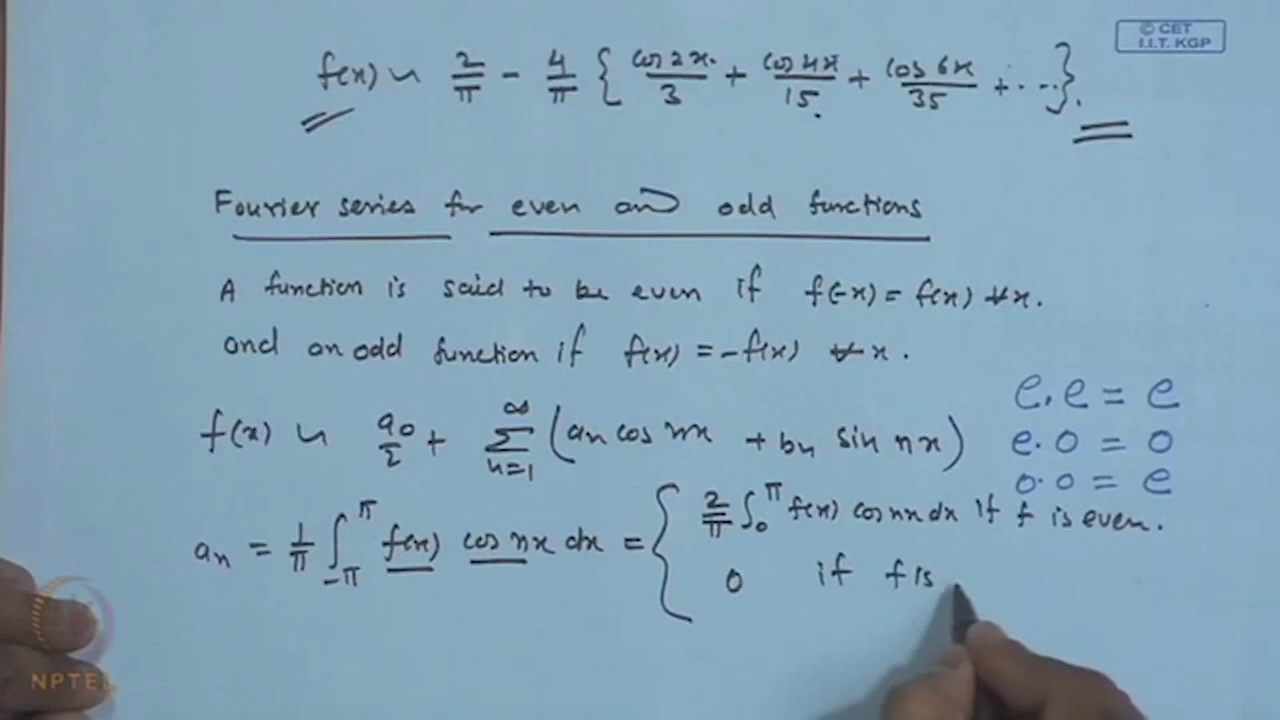 © CET
I.I.T. KGP
f(x) ~ 2/π - 4/π { cos 2x/3 + cos 4x/15 + cos 6x/35 + ... }.
Fourier series for even and odd functions
A function is said to be even if f(-x) = f(x) ∀x.
and an odd function if f(x) = -f(x) ∀ x.
f(x) ~ a0/2 + ∑_{n=1}^{∞} (an cos nx + bn sin nx)
e.e = e
e.o = o
o.o = e
an = 1/π ∫_{-π}^{π} f(x) cos nx dx = { 2/π ∫_0^π f(x) cos nx dx if f is even.
0 if f is
NPTEL